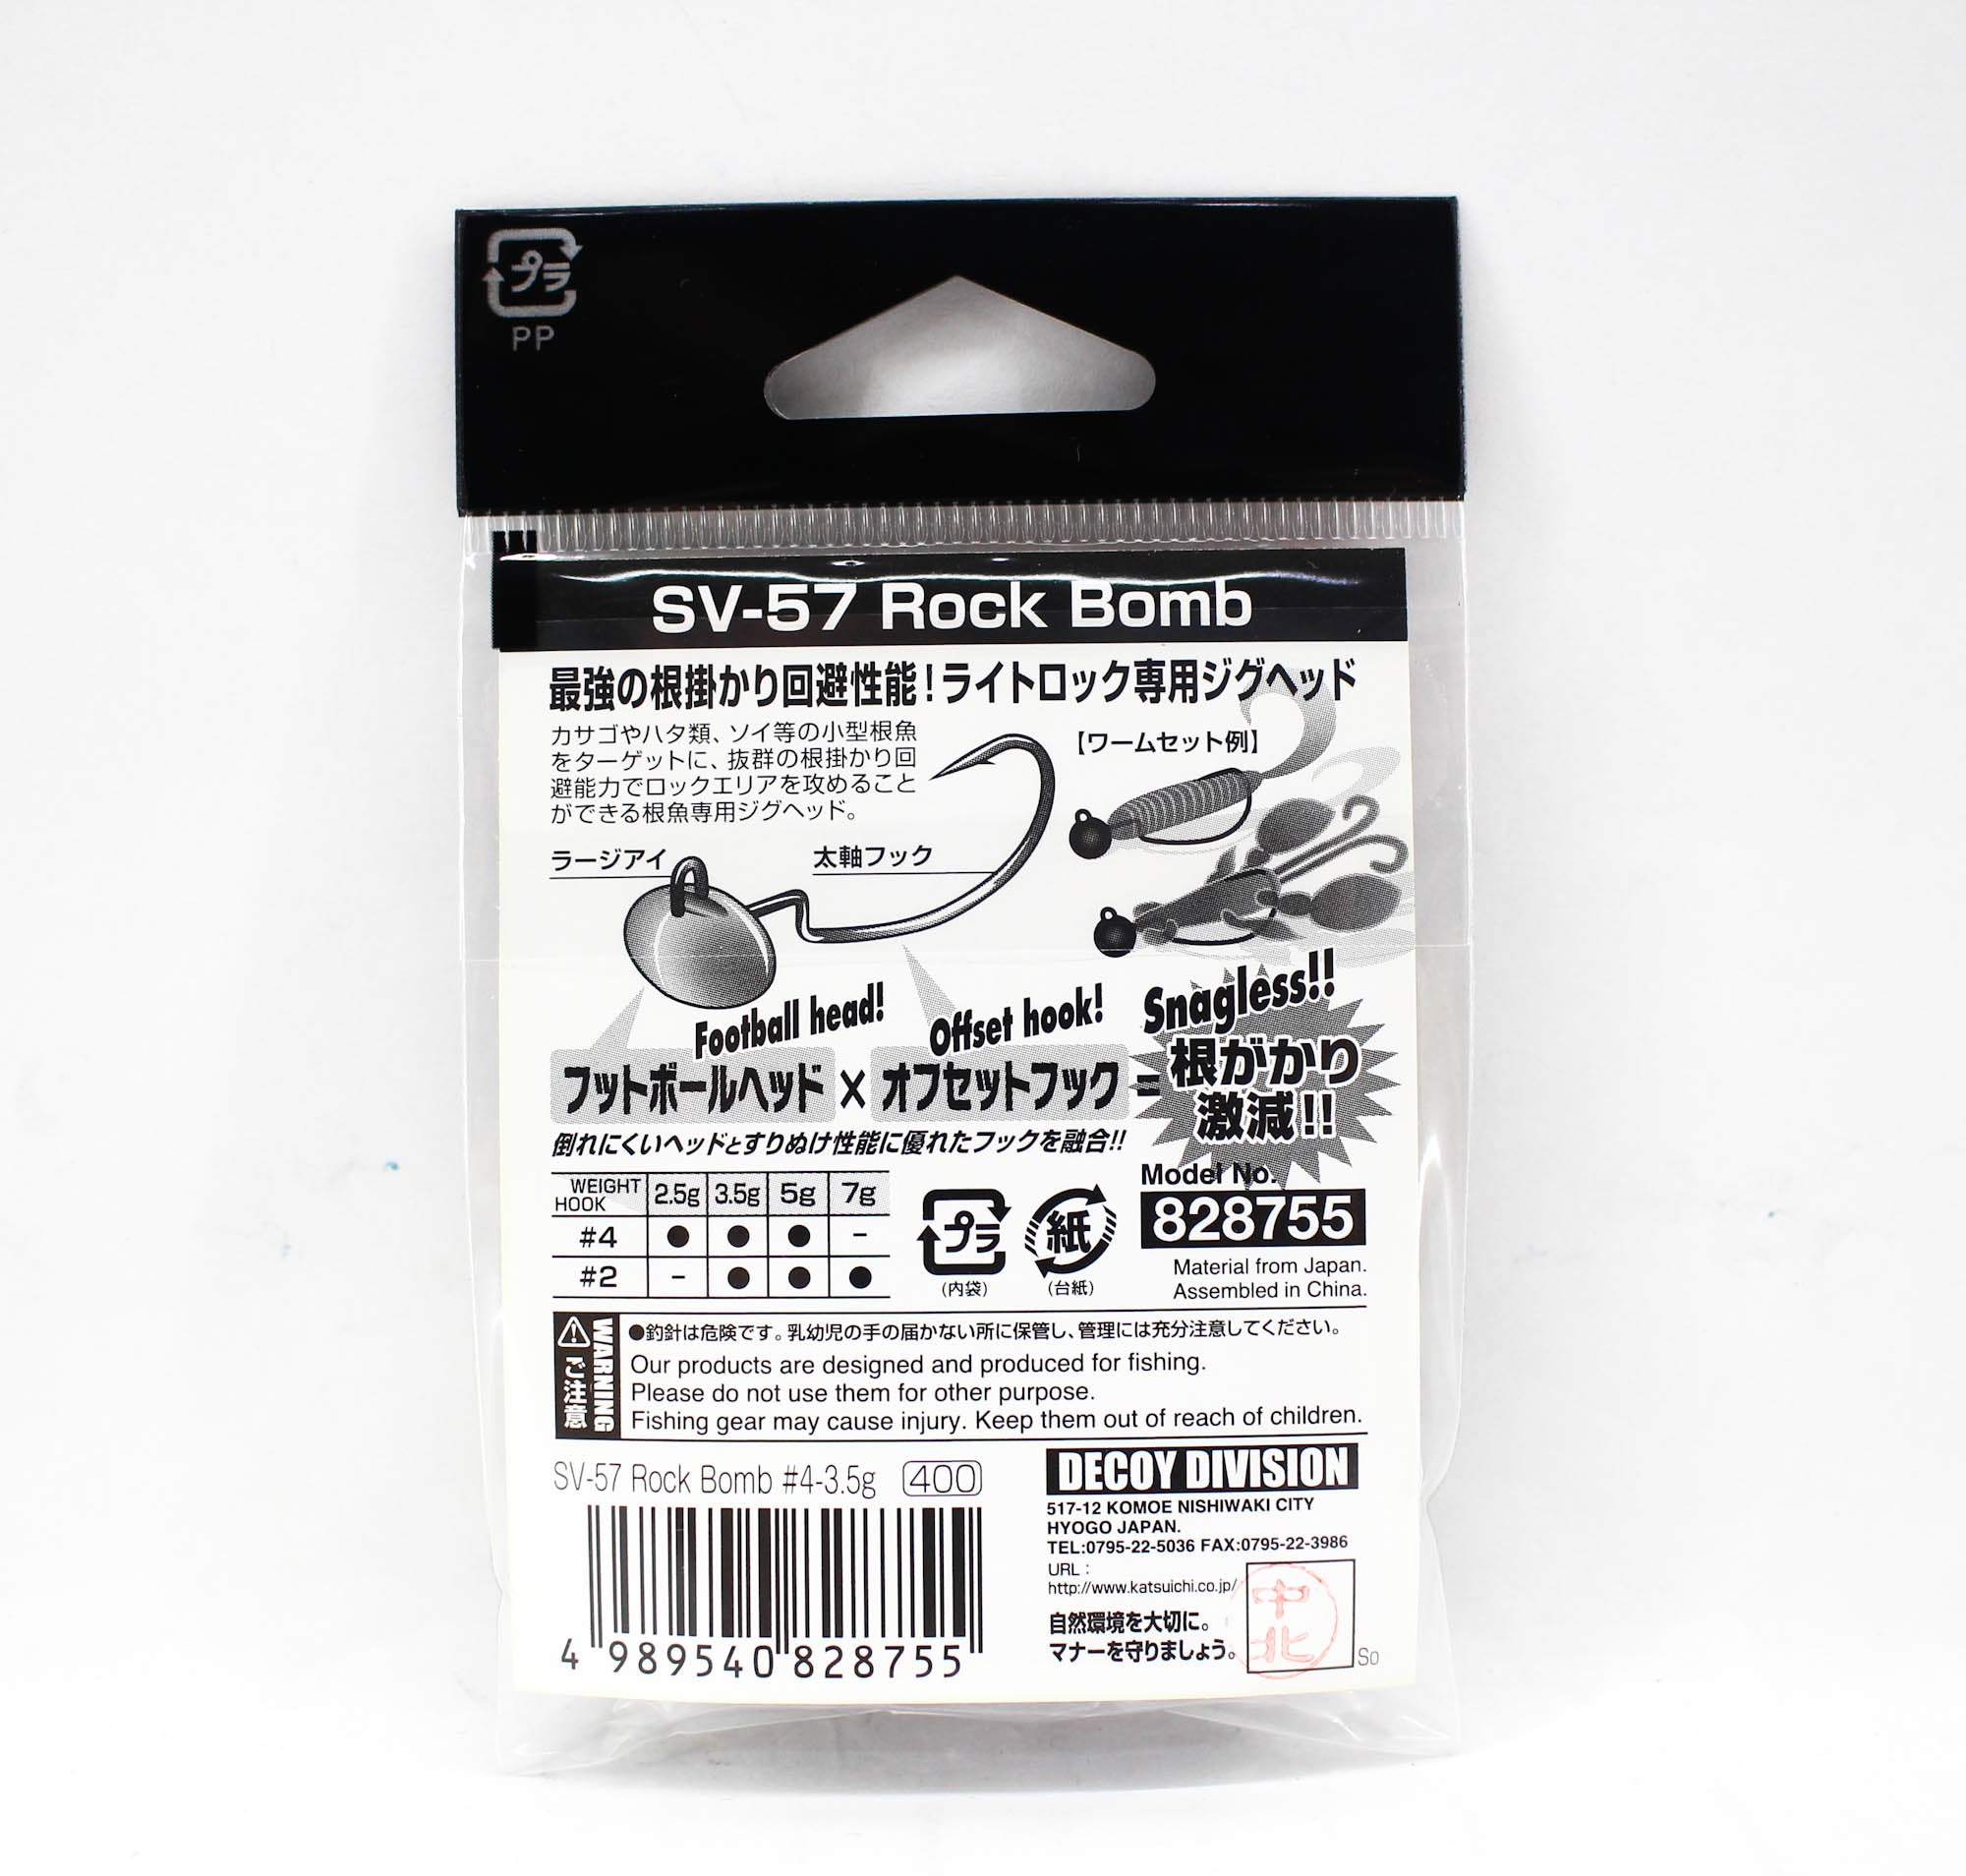 プラ
PP
SV-57 Rock Bomb
最強の根掛かり回避性能！ライトロック専用ジグヘッド
カサゴやハタ類、ソイ等の小型根魚
をターゲットに、抜群の根掛かり回
避能力でロックエリアを攻めること
ができる根魚専用ジグヘッド。
【ワームセット例】
ラージアイ
太軸フック
Football head!
Offset hook!
Snagless!!
フットボールヘッド × オフセットフック = 根がかり
激減!!
倒れにくいヘッドとすりぬけ性能に優れたフックを融合!!
WEIGHT 2.5g 3.5g 5g 7g
HOOK
#4 ● ● ● -
#2 - ● ● ●
プラ
(内袋)
紙
(台紙)
Model No.
828755
Material from Japan.
Assembled in China.
WARNING
ご注意
●釣針は危険です。乳幼児の手の届かない所に保管し、管理には充分注意してください。
Our products are designed and produced for fishing.
Please do not use them for other purpose.
Fishing gear may cause injury. Keep them out of reach of children.
SV-57 Rock Bomb #4-3.5g 400
4 989540 828755
DECOY DIVISION
517-12 KOMOE NISHIWAKI CITY
HYOGO JAPAN.
TEL:0795-22-5036 FAX:0795-22-3986
URL :
http://www.katsuichi.co.jp/
自然環境を大切に。
マナーを守りましょう。
中
北
So